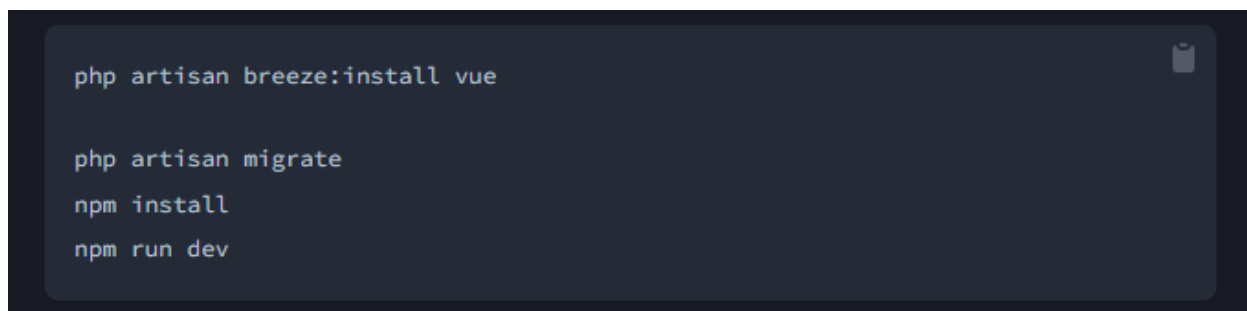 php artisan breeze:install vue
php artisan migrate
npm install
npm run dev